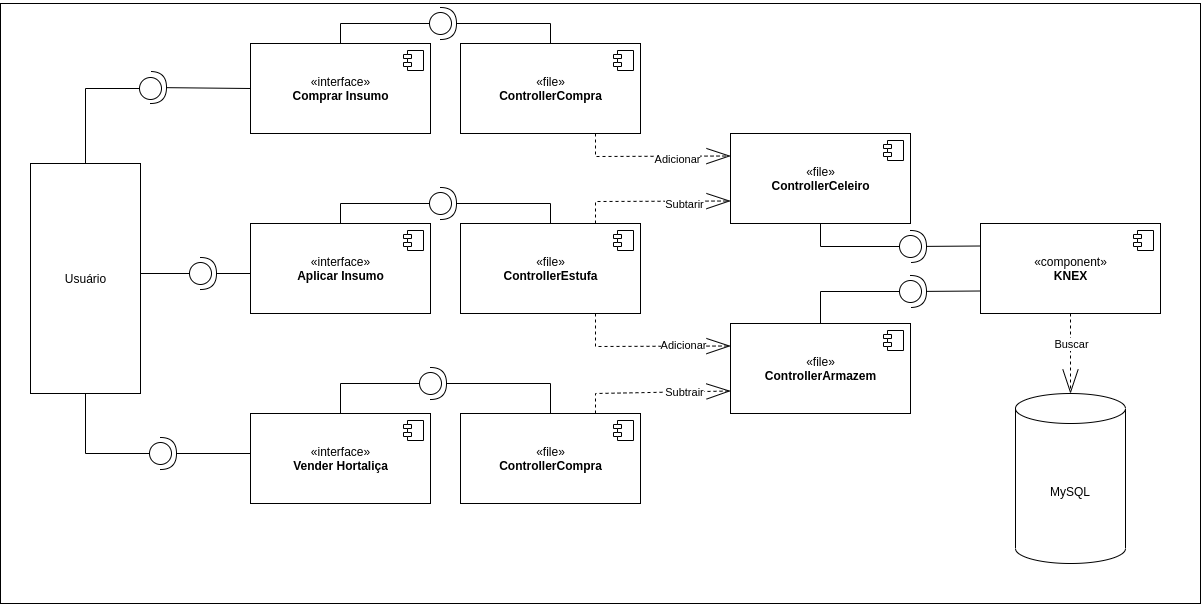 «interface»
Comprar Insumo
«file»
ControllerCompra
Adicionar
«file»
ControllerCeleiro
Subtarir
Usuário
«interface»
Aplicar Insumo
«file»
ControllerEstufa
«component»
KNEX
Adicionar
Buscar
«file»
ControllerArmazem
Subtrair
«interface»
Vender Hortaliça
«file»
ControllerCompra
MySQL